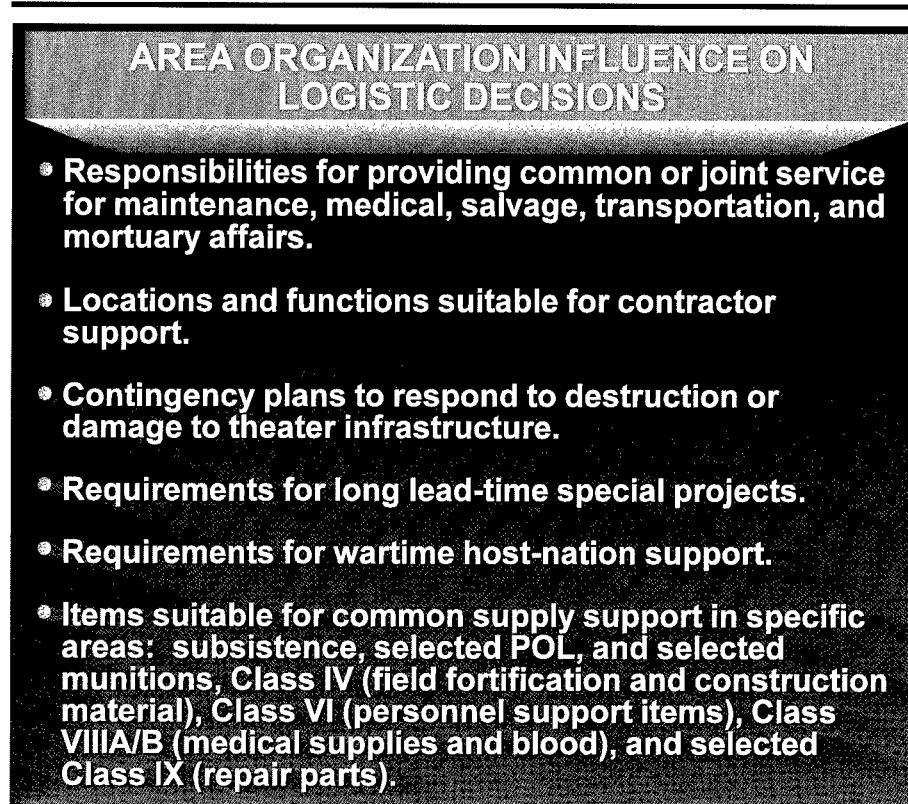 AREA ORGANIZATION INFLUENCE ON
LOGISTIC DECISIONS
Responsibilities for providing common or joint service
for maintenance, medical, salvage, transportation, and
mortuary affairs.
Locations and functions suitable for contractor
support.
Contingency plans to respond to destruction or
damage to theater infrastructure.
Requirements for long lead-time special projects.
Requirements for wartime host-nation support.
Items suitable for common supply support in specific
areas: subsistence, selected POL, and selected
munitions, Class IV (field fortification and construction
material), Class VI (personnel support items), Class
VIIIA/B (medical supplies and blood), and selected
Class IX (repair parts).